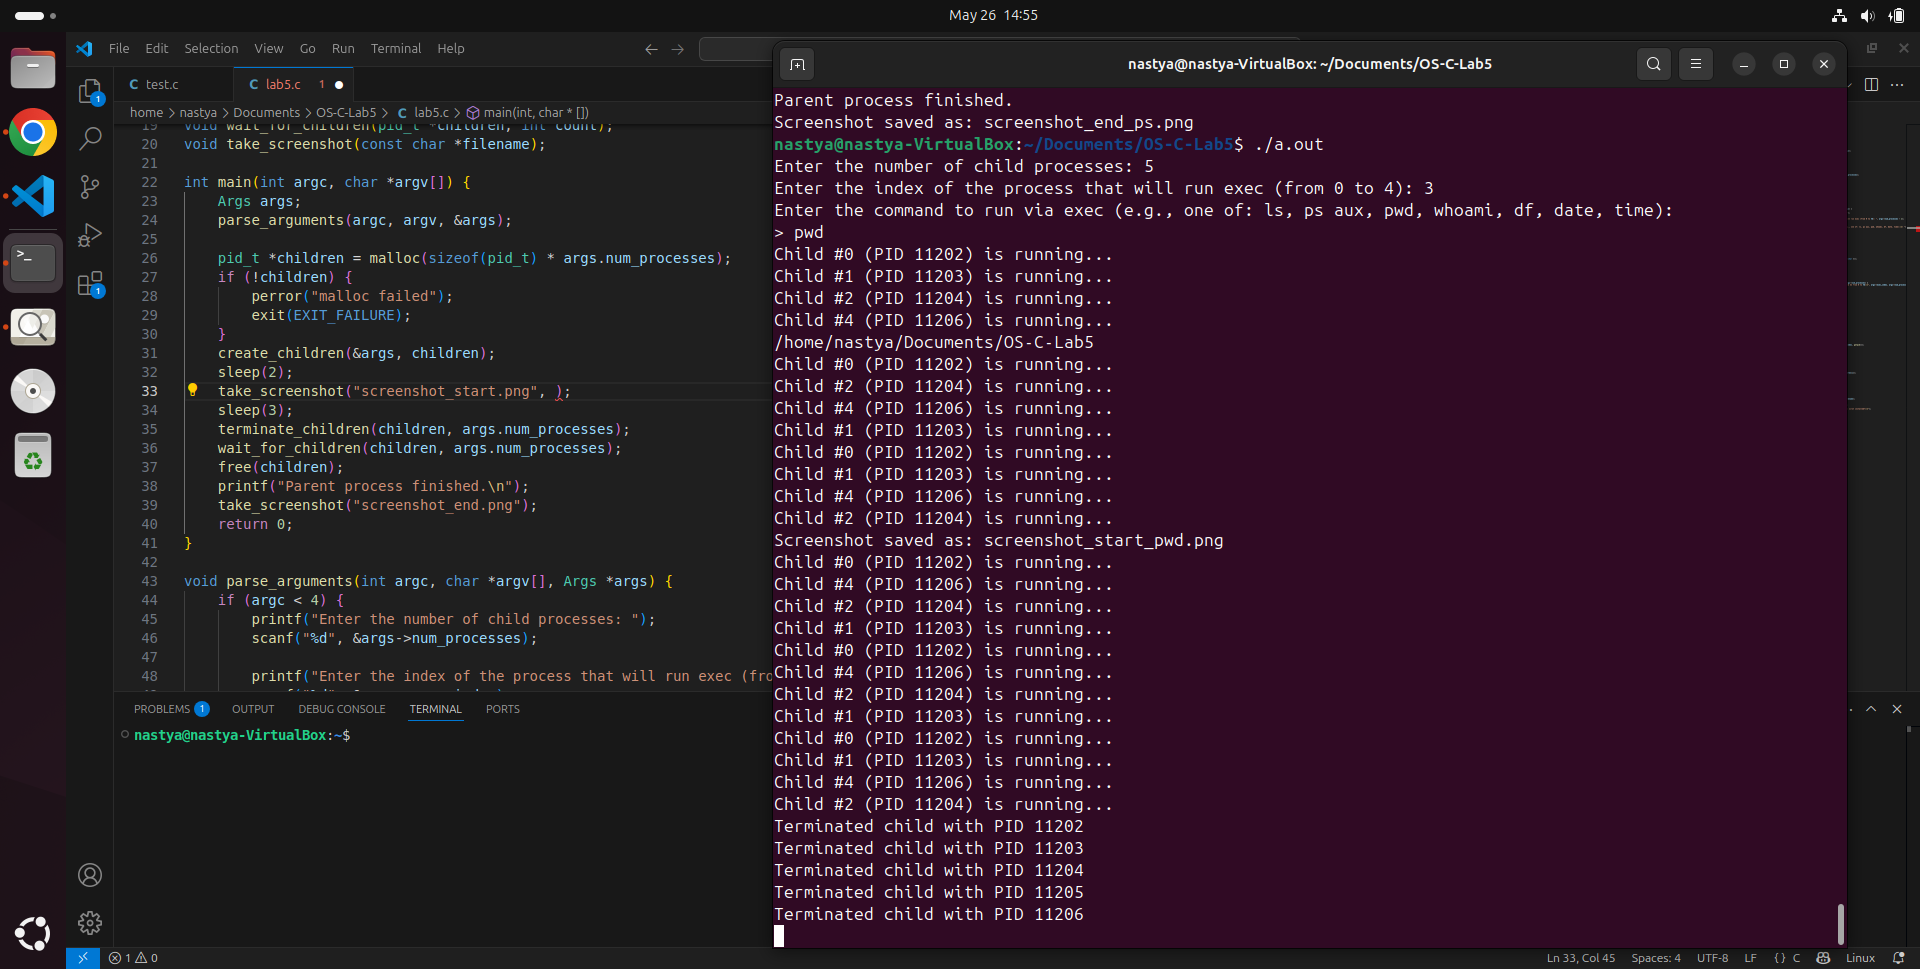 May 26 14:55
File Edit Selection View Go Run Terminal Help
test.c
lab5.c 1
home > nastya > Documents > OS-C-Lab5 > C lab5.c > main(int, char * [])
19 void wait_for_children(pid_t *children, int count);
20 void take_screenshot(const char *filename);
21
22 int main(int argc, char *argv[]) {
23 Args args;
24 parse_arguments(argc, argv, &args);
25
26 pid_t *children = malloc(sizeof(pid_t) * args.num_processes);
27 if (!children) {
28 perror("malloc failed");
29 exit(EXIT_FAILURE);
30 }
31 create_children(&args, children);
32 sleep(2);
33 take_screenshot("screenshot_start.png", );
34 sleep(3);
35 terminate_children(children, args.num_processes);
36 wait_for_children(children, args.num_processes);
37 free(children);
38 printf("Parent process finished.\n");
39 take_screenshot("screenshot_end.png");
40 return 0;
41 }
42
43 void parse_arguments(int argc, char *argv[], Args *args) {
44 if (argc < 4) {
45 printf("Enter the number of child processes: ");
46 scanf("%d", &args->num_processes);
47
48 printf("Enter the index of the process that will run exec (fro
PROBLEMS 1 OUTPUT DEBUG CONSOLE TERMINAL PORTS
nastya@nastya-VirtualBox:~$
nastya@nastya-VirtualBox: ~/Documents/OS-C-Lab5
Parent process finished.
Screenshot saved as: screenshot_end_ps.png
nastya@nastya-VirtualBox:~/Documents/OS-C-Lab5$ ./a.out
Enter the number of child processes: 5
Enter the index of the process that will run exec (from 0 to 4): 3
Enter the command to run via exec (e.g., one of: ls, ps aux, pwd, whoami, df, date, time):
> pwd
Child #0 (PID 11202) is running...
Child #1 (PID 11203) is running...
Child #2 (PID 11204) is running...
Child #4 (PID 11206) is running...
/home/nastya/Documents/OS-C-Lab5
Child #0 (PID 11202) is running...
Child #2 (PID 11204) is running...
Child #4 (PID 11206) is running...
Child #1 (PID 11203) is running...
Child #0 (PID 11202) is running...
Child #1 (PID 11203) is running...
Child #4 (PID 11206) is running...
Child #2 (PID 11204) is running...
Screenshot saved as: screenshot_start_pwd.png
Child #0 (PID 11202) is running...
Child #4 (PID 11206) is running...
Child #2 (PID 11204) is running...
Child #1 (PID 11203) is running...
Child #0 (PID 11202) is running...
Child #4 (PID 11206) is running...
Child #2 (PID 11204) is running...
Child #1 (PID 11203) is running...
Child #0 (PID 11202) is running...
Child #1 (PID 11203) is running...
Child #4 (PID 11206) is running...
Child #2 (PID 11204) is running...
Terminated child with PID 11202
Terminated child with PID 11203
Terminated child with PID 11204
Terminated child with PID 11205
Terminated child with PID 11206
1 0 Ln 33, Col 45 Spaces: 4 UTF-8 LF {} C Linux